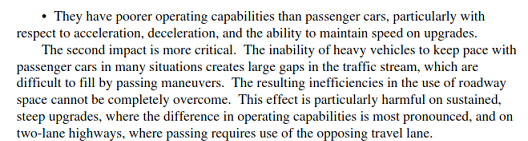 • They have poorer operating capabilities than passenger cars, particularly with
respect to acceleration, deceleration, and the ability to maintain speed on upgrades.
The second impact is more critical. The inability of heavy vehicles to keep pace with
passenger cars in many situations creates large gaps in the traffic stream, which are
difficult to fill by passing maneuvers. The resulting inefficiencies in the use of roadway
space cannot be completely overcome. This effect is particularly harmful on sustained,
steep upgrades, where the difference in operating capabilities is most pronounced, and on
two-lane highways, where passing requires use of the opposing travel lane.